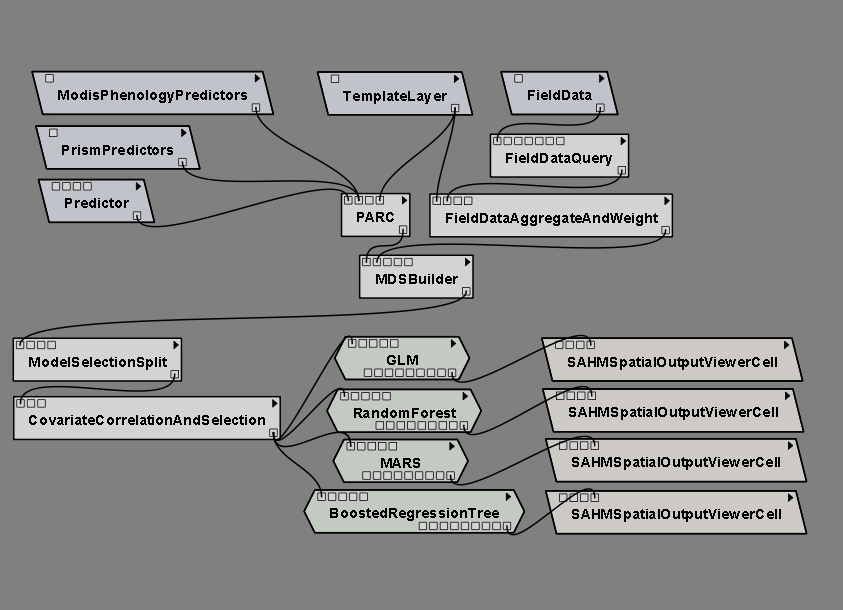 ModisPhenologyPredictors
TemplateLayer
FieldData
PrismPredictors
FieldDataQuery
Predictor
PARC
FieldDataAggregateAndWeight
MDSBuilder
ModelSelectionSplit
GLM
SAHMSpatialOutputViewerCell
CovariateCorrelationAndSelection
RandomForest
SAHMSpatialOutputViewerCell
MARS
SAHMSpatialOutputViewerCell
BoostedRegressionTree
SAHMSpatialOutputViewerCell